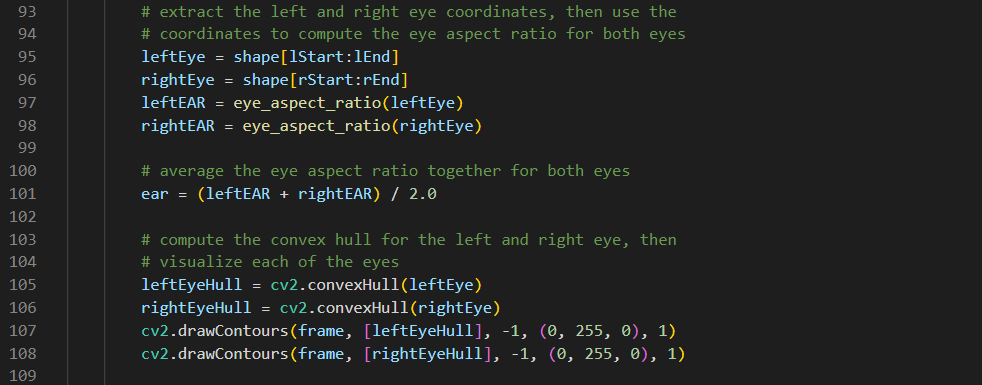 93 # extract the left and right eye coordinates, then use the
94 # coordinates to compute the eye aspect ratio for both eyes
95 leftEye = shape[lStart:lEnd]
96 rightEye = shape[rStart:rEnd]
97 leftEAR = eye_aspect_ratio(leftEye)
98 rightEAR = eye_aspect_ratio(rightEye)
99
100 # average the eye aspect ratio together for both eyes
101 ear = (leftEAR + rightEAR) / 2.0
102
103 # compute the convex hull for the left and right eye, then
104 # visualize each of the eyes
105 leftEyeHull = cv2.convexHull(leftEye)
106 rightEyeHull = cv2.convexHull(rightEye)
107 cv2.drawContours(frame, [leftEyeHull], -1, (0, 255, 0), 1)
108 cv2.drawContours(frame, [rightEyeHull], -1, (0, 255, 0), 1)
109